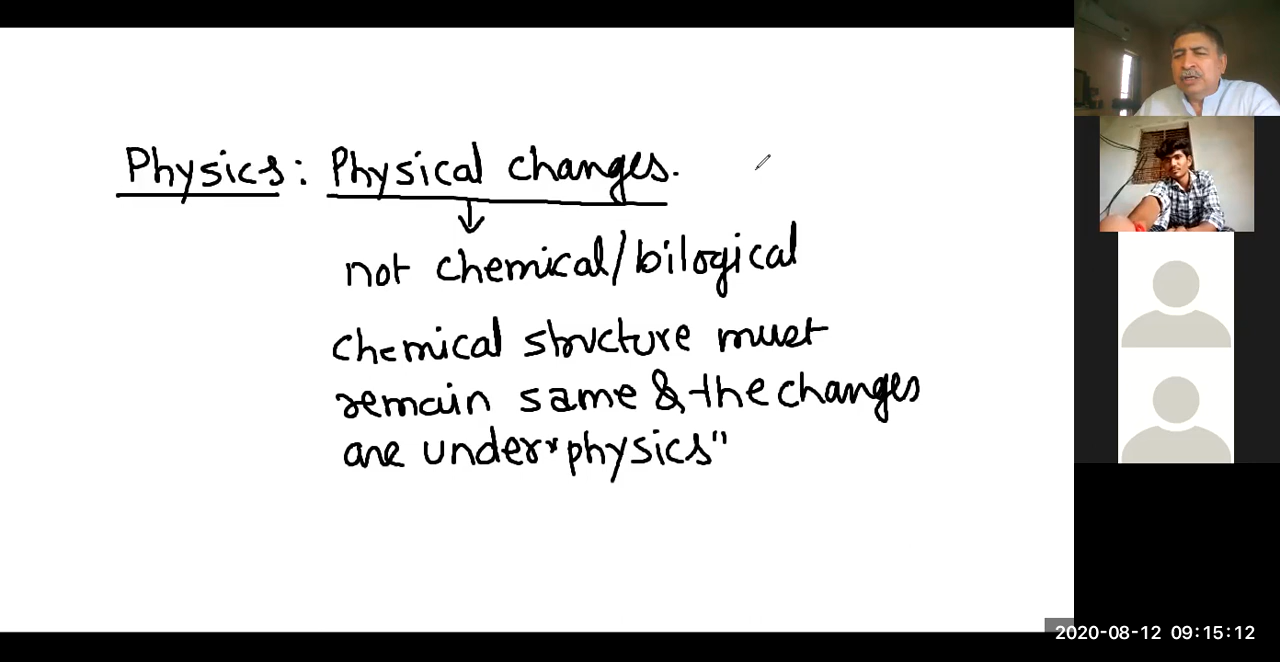 Physics: Physical changes.
not chemical/bilogical
chemical structure must
remain same & the changes
are under "physics"
2020-08-12 09:15:12